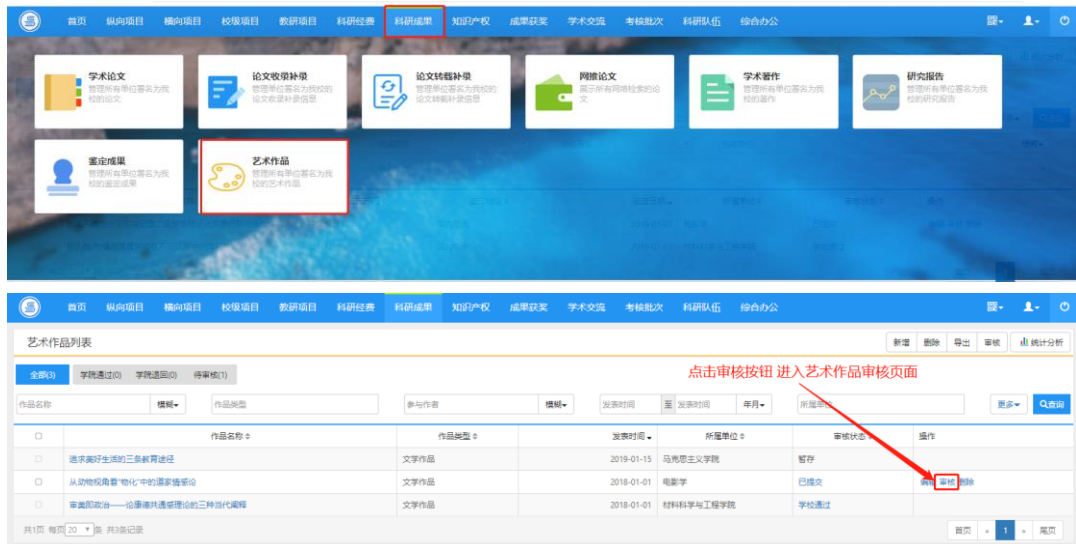 首页 纵向项目 横向项目 校级项目 教研项目 科研经费 科研成果 知识产权 成果获奖 学术交流 考核批次 科研队伍 综合办公
学术论文 论文收录补录 论文转载补录 网推论文 学术著作 研究报告
管理所有单位署名为我校的论文
管理单位署名为我校的论文收录补录信息
管理单位署名为我校的论文转载补录信息
展示所有网络检索的论文
管理所有单位署名为我校的著作
管理所有单位署名为我校的研究报告
鉴定成果 艺术作品
管理所有单位署名为我校的鉴定成果
管理所有单位署名为我校的艺术作品
首页 纵向项目 横向项目 校级项目 教研项目 科研经费 科研成果 知识产权 成果获奖 学术交流 考核批次 科研队伍 综合办公
艺术作品列表 新增 删除 导出 审核 统计分析
全部(3) 学院通过(0) 学院退回(0) 待审核(1)
点击审核按钮 进入艺术作品审核页面
作品名称 模糊 作品类型 参与作者 模糊 发表时间 至 发表时间 年月 所属单位 更多 查询
作品名称 作品类型 发表时间 所属单位 审核状态 操作
追求美好生活的三条教育途径 文学作品 2019-01-15 马克思主义学院 暂存
从动物视角看“物化”中的道家情感论 文学作品 2018-01-01 电影学 已提交 编辑 审核 删除
审美即政治——论康德共通感理论的三种当代阐释 文学作品 2018-01-01 材料科学与工程学院 学校通过
共1页 每页 20 条 共3条记录 首页 « 1 » 尾页